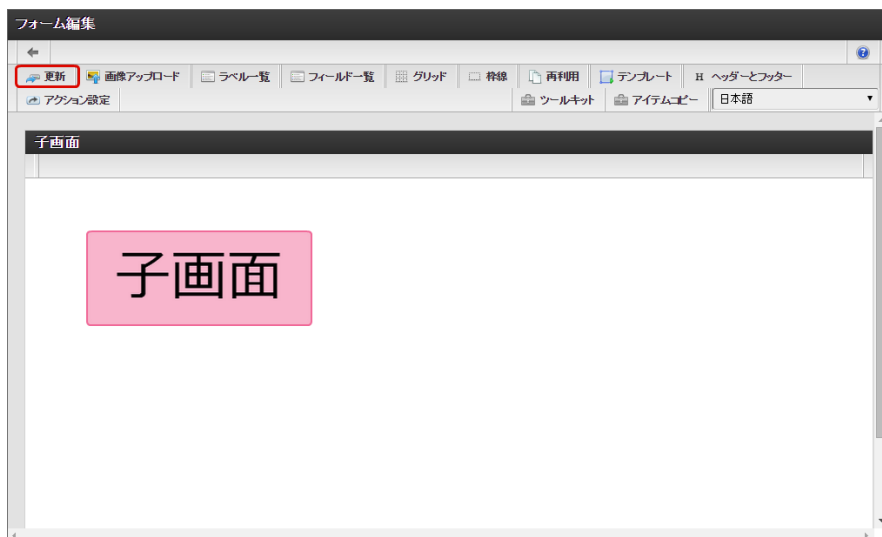 フォーム編集
更新 画像アップロード ラベル一覧 フィールド一覧 グリッド 枠線 再利用 テンプレート H ヘッダーとフッター
アクション設定 ツールキット アイテムコピー 日本語
子画面
子画面